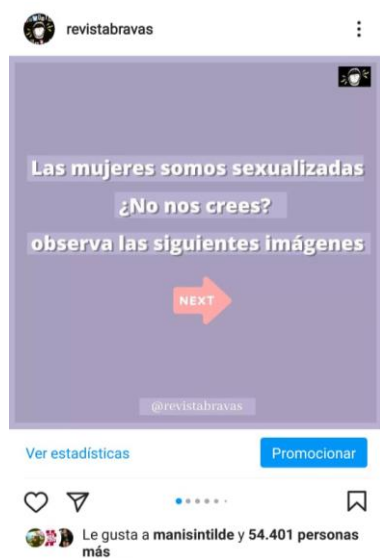 revistabravas
Las mujeres somos sexualizadas
¿No nos crees?
observa las siguientes imágenes
NEXT
@revistabravas
Ver estadísticas
Promocionar
Le gusta a manisintilde y 54.401 personas
más